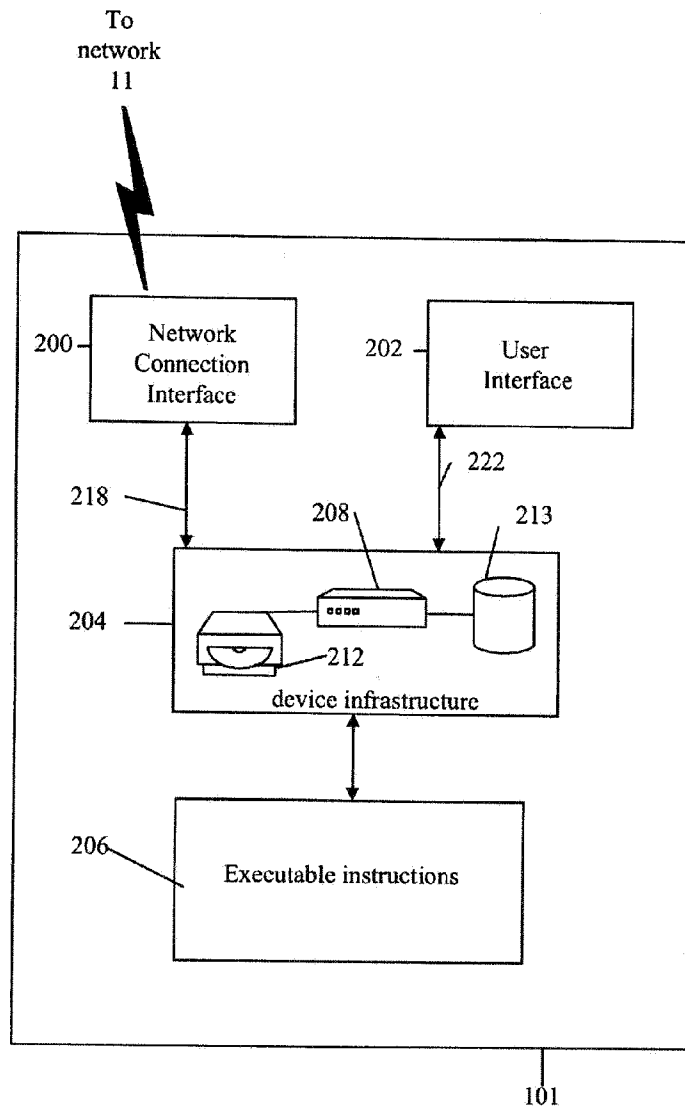 To
network
11
200
Network
Connection
Interface
202
User
Interface
218
222
208
213
204
212
device infrastructure
206
Executable instructions
101